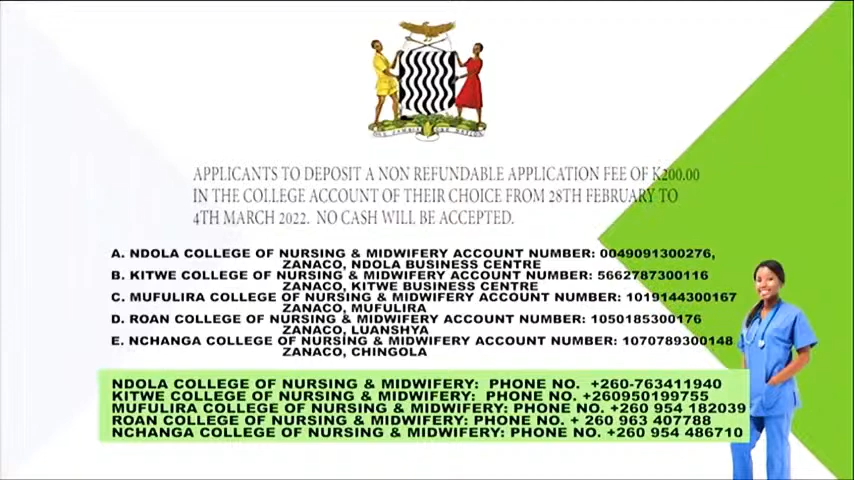 ONE ZAMBIA ONE NATION
APPLICANTS TO DEPOSIT A NON REFUNDABLE APPLICATION FEE OF K200.00
IN THE COLLEGE ACCOUNT OF THEIR CHOICE FROM 28TH FEBRUARY TO
4TH MARCH 2022. NO CASH WILL BE ACCEPTED.
A. NDOLA COLLEGE OF NURSING & MIDWIFERY ACCOUNT NUMBER: 0049091300276,
ZANACO, NDOLA BUSINESS CENTRE
B. KITWE COLLEGE OF NURSING & MIDWIFERY ACCOUNT NUMBER: 5662787300116
ZANACO, KITWE BUSINESS CENTRE
C. MUFULIRA COLLEGE OF NURSING & MIDWIFERY ACCOUNT NUMBER: 1019144300167
ZANACO, MUFULIRA
D. ROAN COLLEGE OF NURSING & MIDWIFERY ACCOUNT NUMBER: 1050185300176
ZANACO, LUANSHYA
E. NCHANGA COLLEGE OF NURSING & MIDWIFERY ACCOUNT NUMBER: 1070789300148
ZANACO, CHINGOLA
NDOLA COLLEGE OF NURSING & MIDWIFERY: PHONE NO. +260-763411940
KITWE COLLEGE OF NURSING & MIDWIFERY: PHONE NO. +260950199755
MUFULIRA COLLEGE OF NURSING & MIDWIFERY: PHONE NO. +260 954 182039
ROAN COLLEGE OF NURSING & MIDWIFERY: PHONE NO. + 260 963 407788
NCHANGA COLLEGE OF NURSING & MIDWIFERY: PHONE NO. +260 954 486710